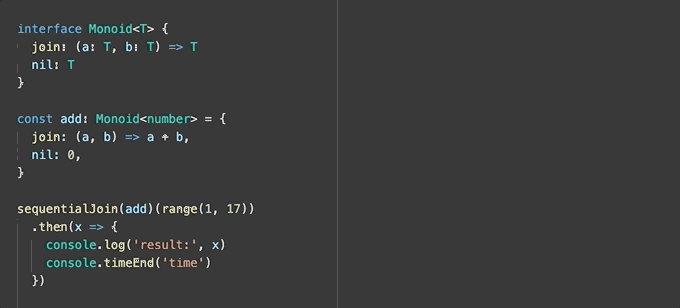 interface Monoid<T> {
  join: (a: T, b: T) => T
  nil: T
}
const add: Monoid<number> = {
  join: (a, b) => a + b,
  nil: 0,
}
sequentialJoin(add)(range(1, 17))
  .then(x => {
    console.log('result:', x)
    console.timeEnd('time')
  })